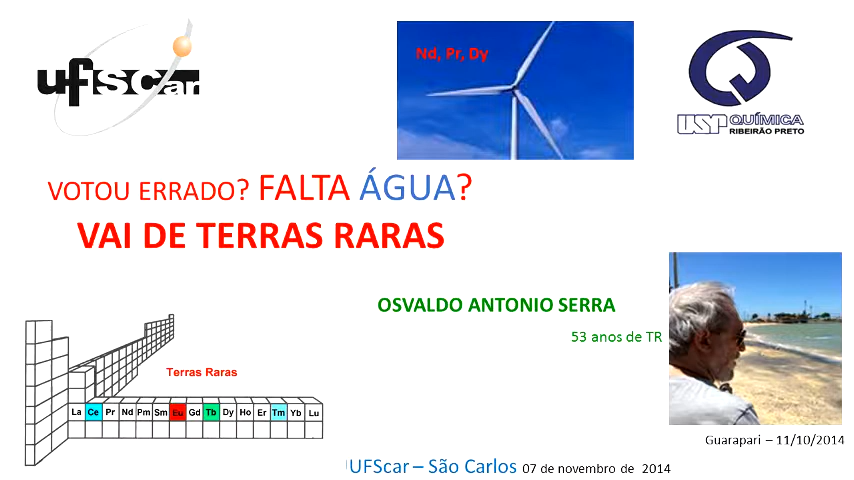 ufscar
Nd, Pr, Dy
USP QUÍMICA
RIBEIRÃO PRETO
VOTOU ERRADO? FALTA ÁGUA?
VAI DE TERRAS RARAS
OSVALDO ANTONIO SERRA
53 anos de TR
Terras Raras
La Ce Pr Nd Pm Sm Eu Gd Tb Dy Ho Er Tm Yb Lu
Guarapari – 11/10/2014
UFScar – São Carlos 07 de novembro de 2014